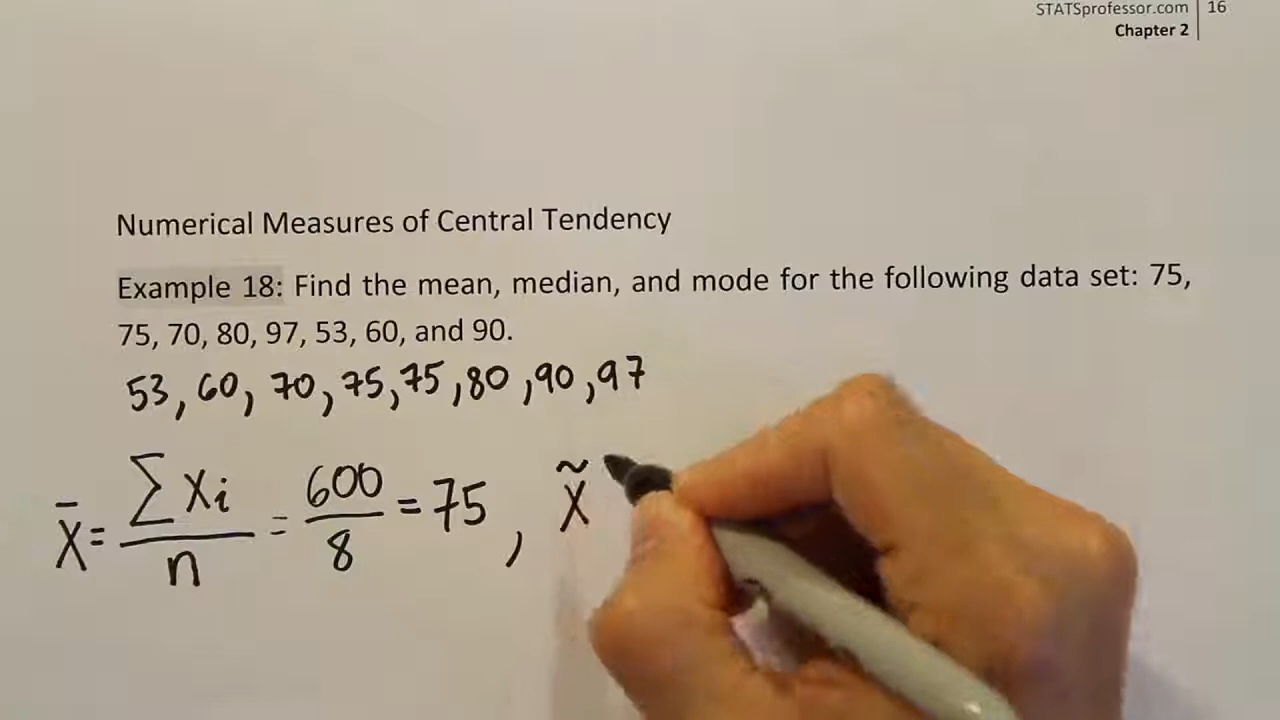 STATSprofessor.com | 16
Chapter 2
Numerical Measures of Central Tendency
Example 18: Find the mean, median, and mode for the following data set: 75,
75, 70, 80, 97, 53, 60, and 90.
53, 60, 70, 75, 75, 80, 90, 97
x̄ = ∑xi / n = 600 / 8 = 75, x̃